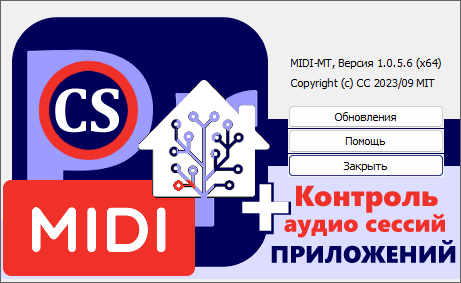 MIDI-MT, Версия 1.0.5.6 (x64)
Copyright (c) CC 2023/09 MIT
Обновления
Помощь
Закрыть
Pr
CS
MIDI
+ Контроль
аудио сессий
ПРИЛОЖЕНИЙ